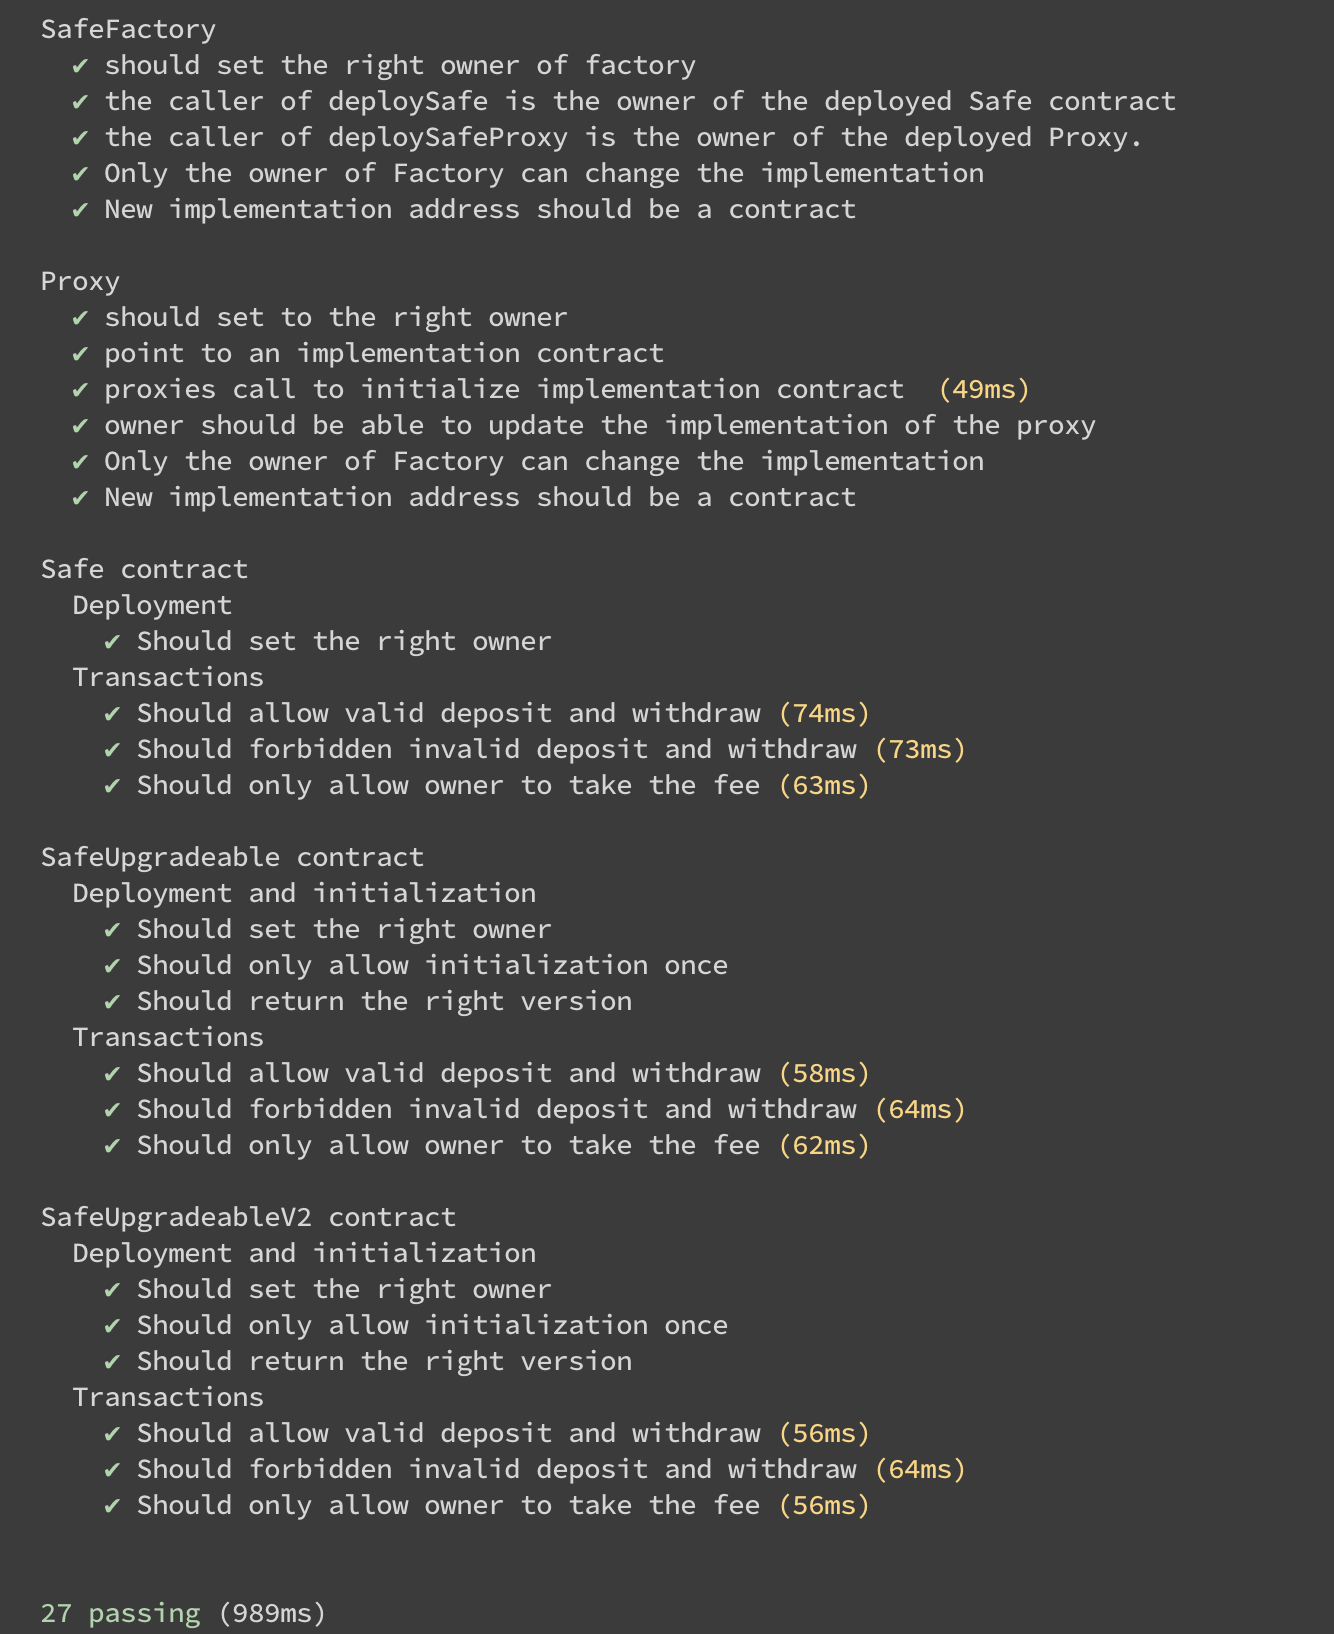 SafeFactory
✔ should set the right owner of factory
✔ the caller of deploySafe is the owner of the deployed Safe contract
✔ the caller of deploySafeProxy is the owner of the deployed Proxy.
✔ Only the owner of Factory can change the implementation
✔ New implementation address should be a contract
Proxy
✔ should set to the right owner
✔ point to an implementation contract
✔ proxies call to initialize implementation contract  (49ms)
✔ owner should be able to update the implementation of the proxy
✔ Only the owner of Factory can change the implementation
✔ New implementation address should be a contract
Safe contract
Deployment
✔ Should set the right owner
Transactions
✔ Should allow valid deposit and withdraw (74ms)
✔ Should forbidden invalid deposit and withdraw (73ms)
✔ Should only allow owner to take the fee (63ms)
SafeUpgradeable contract
Deployment and initialization
✔ Should set the right owner
✔ Should only allow initialization once
✔ Should return the right version
Transactions
✔ Should allow valid deposit and withdraw (58ms)
✔ Should forbidden invalid deposit and withdraw (64ms)
✔ Should only allow owner to take the fee (62ms)
SafeUpgradeableV2 contract
Deployment and initialization
✔ Should set the right owner
✔ Should only allow initialization once
✔ Should return the right version
Transactions
✔ Should allow valid deposit and withdraw (56ms)
✔ Should forbidden invalid deposit and withdraw (64ms)
✔ Should only allow owner to take the fee (56ms)
27 passing (989ms)